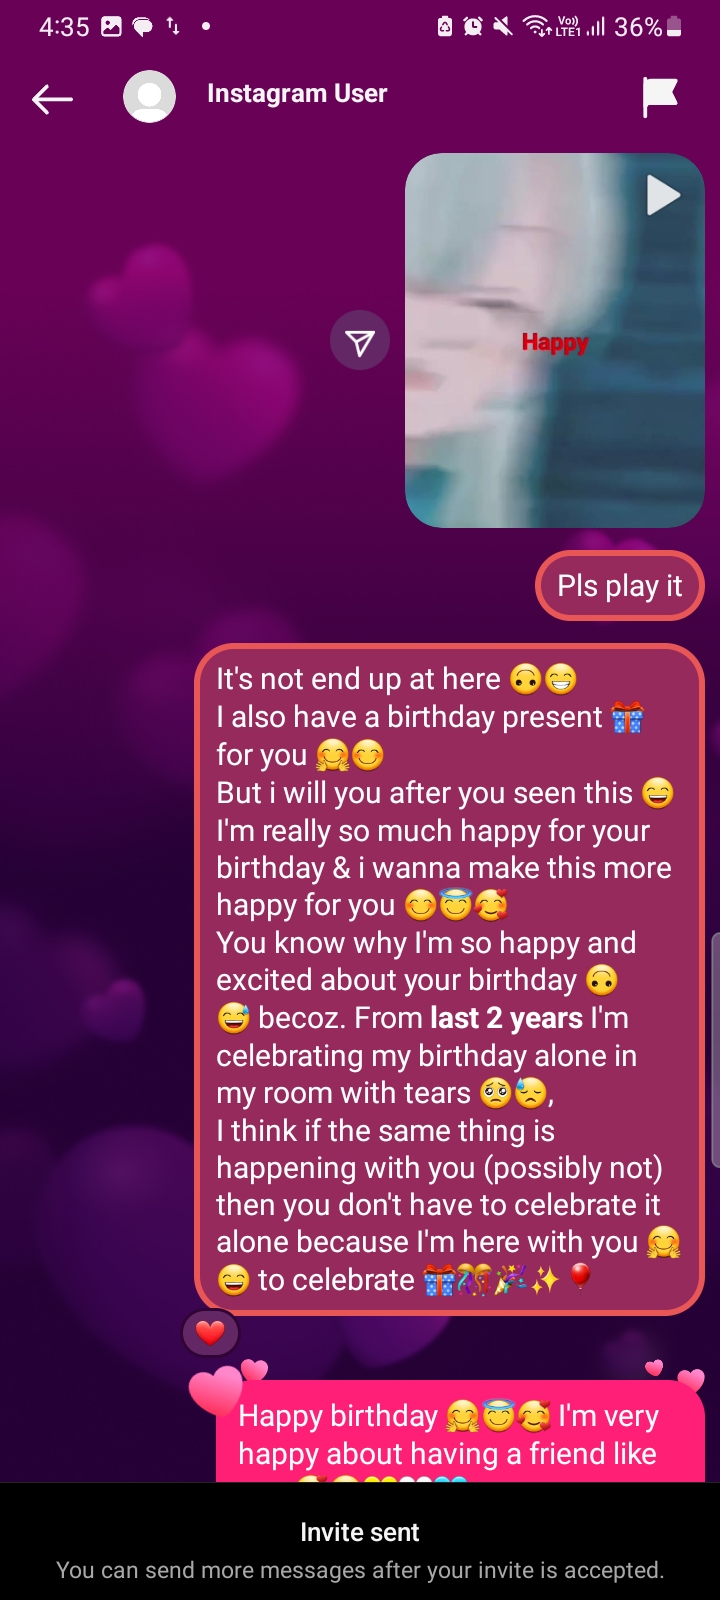 4:35
Vo)) LTE1 36%
Instagram User
Happy
Pls play it
It's not end up at here 🙃😁
I also have a birthday present 🎁
for you 🤗😊
But i will you after you seen this 😄
I'm really so much happy for your
birthday & i wanna make this more
happy for you 😊😇🥰
You know why I'm so happy and
excited about your birthday 🙃
😅 becoz. From last 2 years I'm
celebrating my birthday alone in
my room with tears 🥺😓,
I think if the same thing is
happening with you (possibly not)
then you don't have to celebrate it
alone because I'm here with you 🤗
😄 to celebrate 🎁🎊🎉✨🎈
Happy birthday 🤗😇🥰 I'm very
happy about having a friend like
Invite sent
You can send more messages after your invite is accepted.